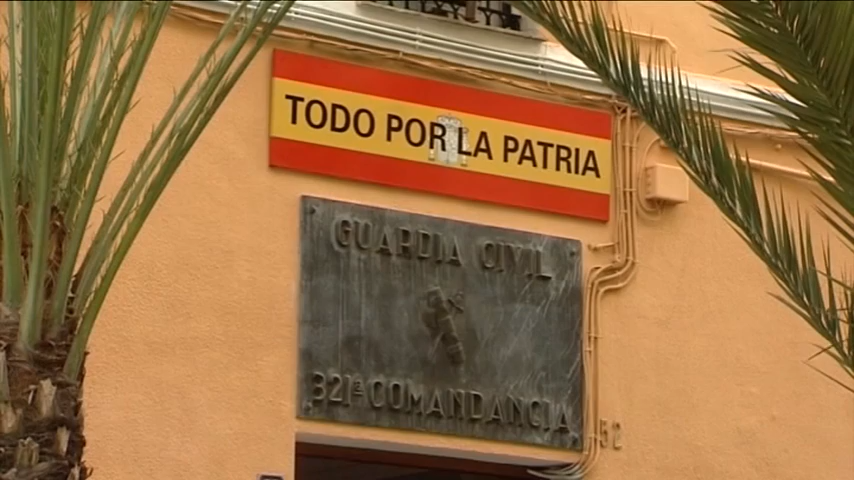 TODO POR LA PATRIA
GUARDIA CIVIL
321ª COMANDANCIA
52